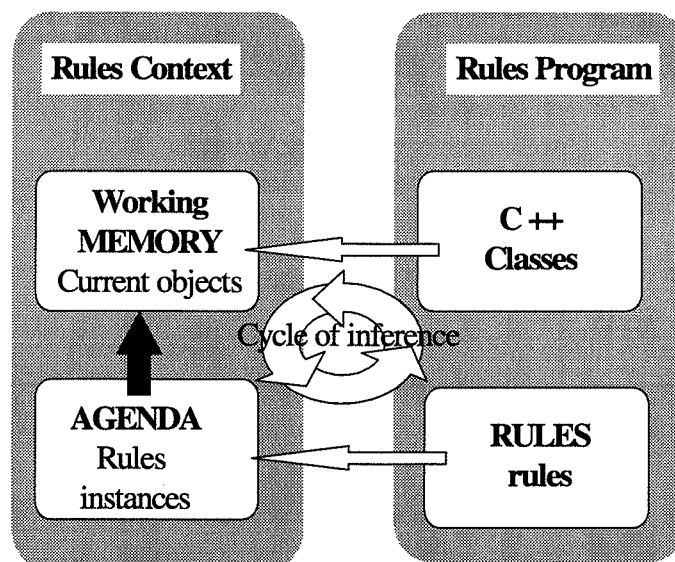 Rules Context
Rules Program
Working
MEMORY
Current objects
C ++
Classes
Cycle of inference
AGENDA
Rules
instances
RULES
rules